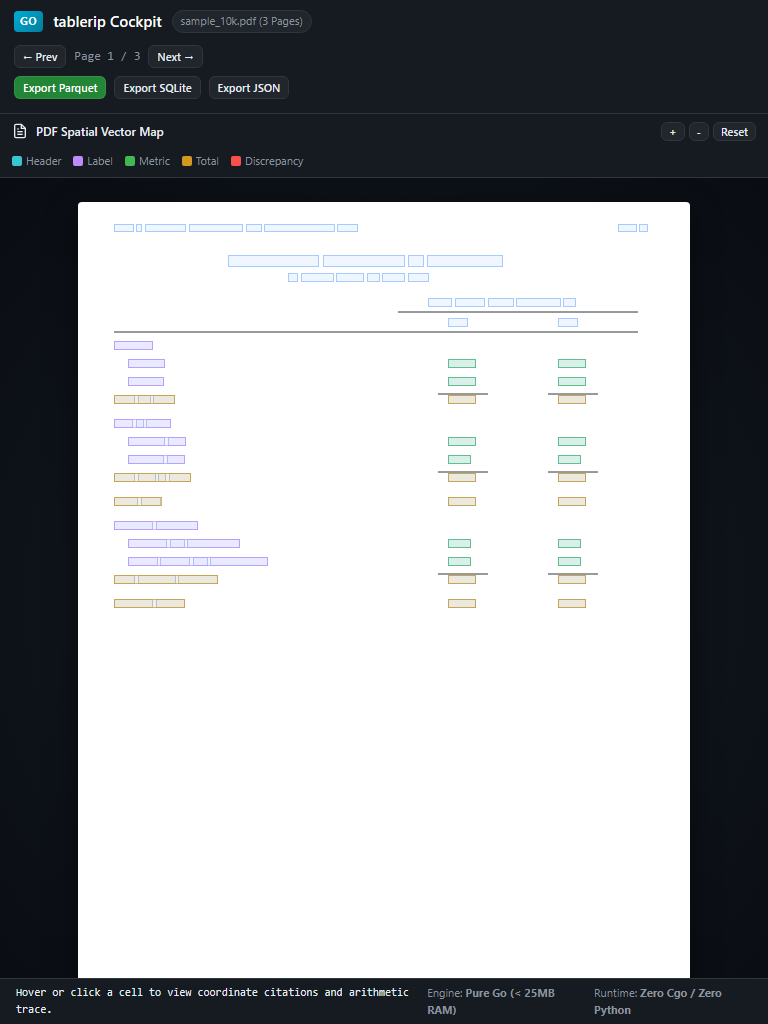 GO tablerip Cockpit sample_10k.pdf (3 Pages)
← Prev Page 1 / 3 Next →
Export Parquet Export SQLite Export JSON
PDF Spatial Vector Map + - Reset
Header Label Metric Total Discrepancy
Hover or click a cell to view coordinate citations and arithmetic
trace.
Engine: Pure Go (< 25MB
RAM)
Runtime: Zero Cgo / Zero
Python